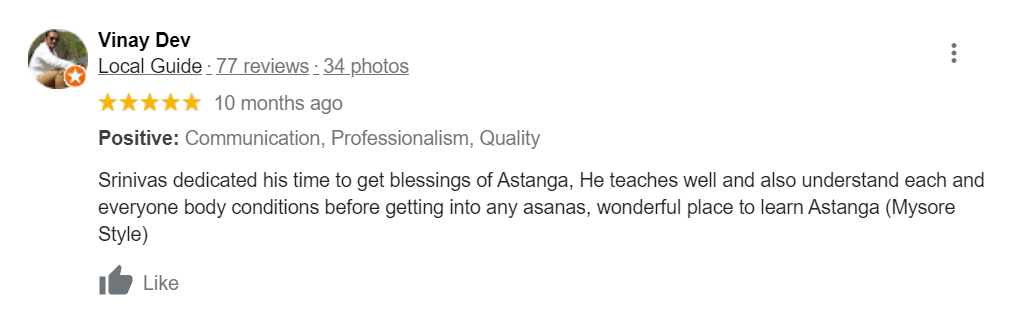 Vinay Dev
Local Guide · 77 reviews · 34 photos
10 months ago
Positive: Communication, Professionalism, Quality
Srinivas dedicated his time to get blessings of Astanga, He teaches well and also understand each and
everyone body conditions before getting into any asanas, wonderful place to learn Astanga (Mysore
Style)
Like